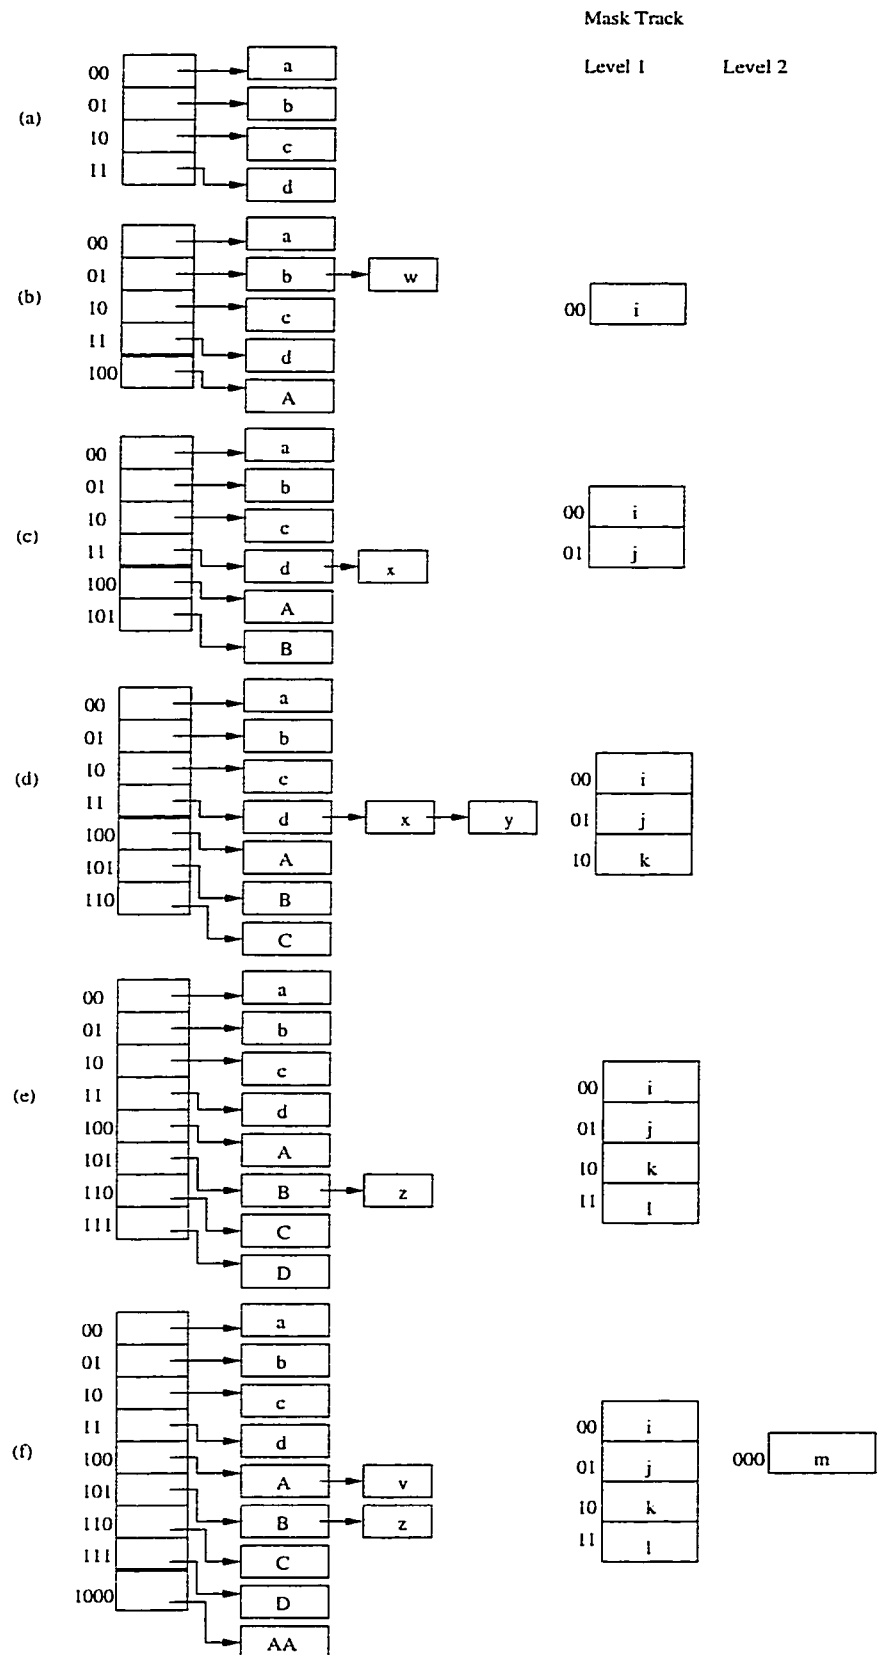 Mask Track
Level 1 Level 2
(a)
00 a
01 b
10 c
11 d
(b)
00 a
01 b w
10 c
11 d
100 A
00 i
(c)
00 a
01 b
10 c
11 d x
100 A
101 B
00 i
01 j
(d)
00 a
01 b
10 c
11 d x y
100 A
101 B
110 C
00 i
01 j
10 k
(e)
00 a
01 b
10 c
11 d
100 A
101 B z
110 C
111 D
00 i
01 j
10 k
11 l
(f)
00 a
01 b
10 c
11 d
100 A v
101 B z
110 C
111 D
1000 AA
00 i
01 j
10 k
11 l
000 m